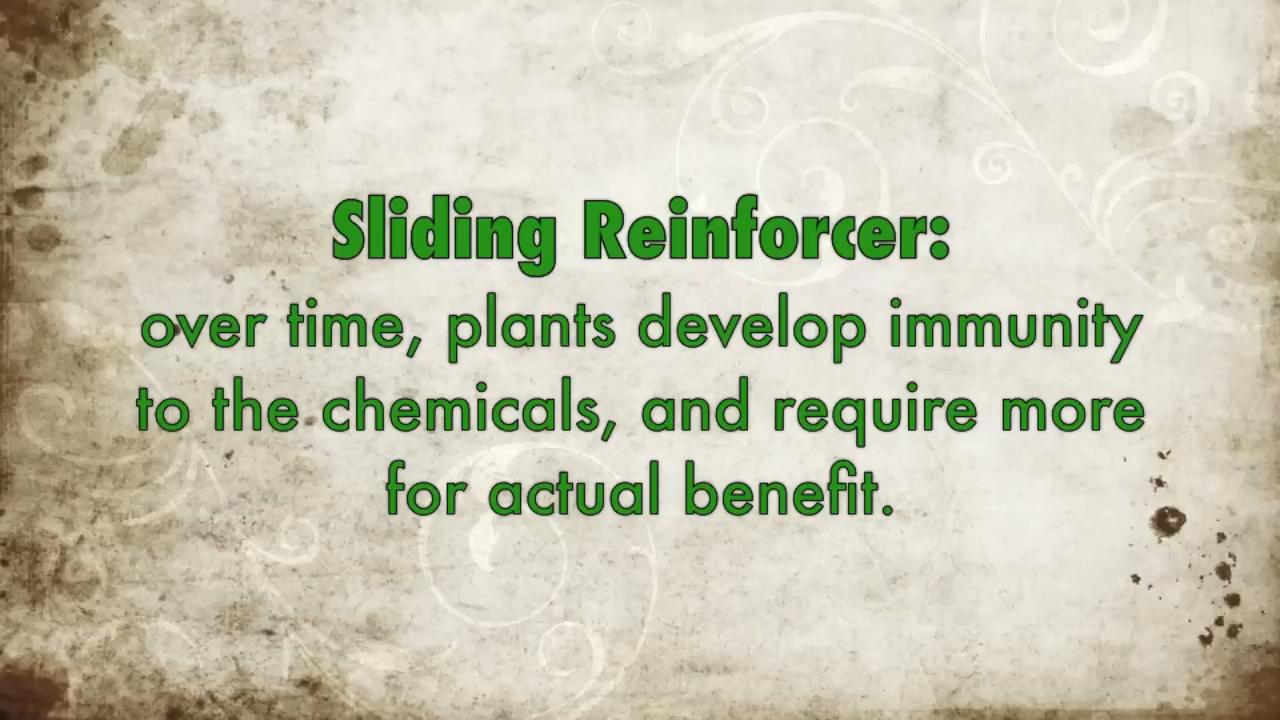 Sliding Reinforcer:
over time, plants develop immunity
to the chemicals, and require more
for actual benefit.